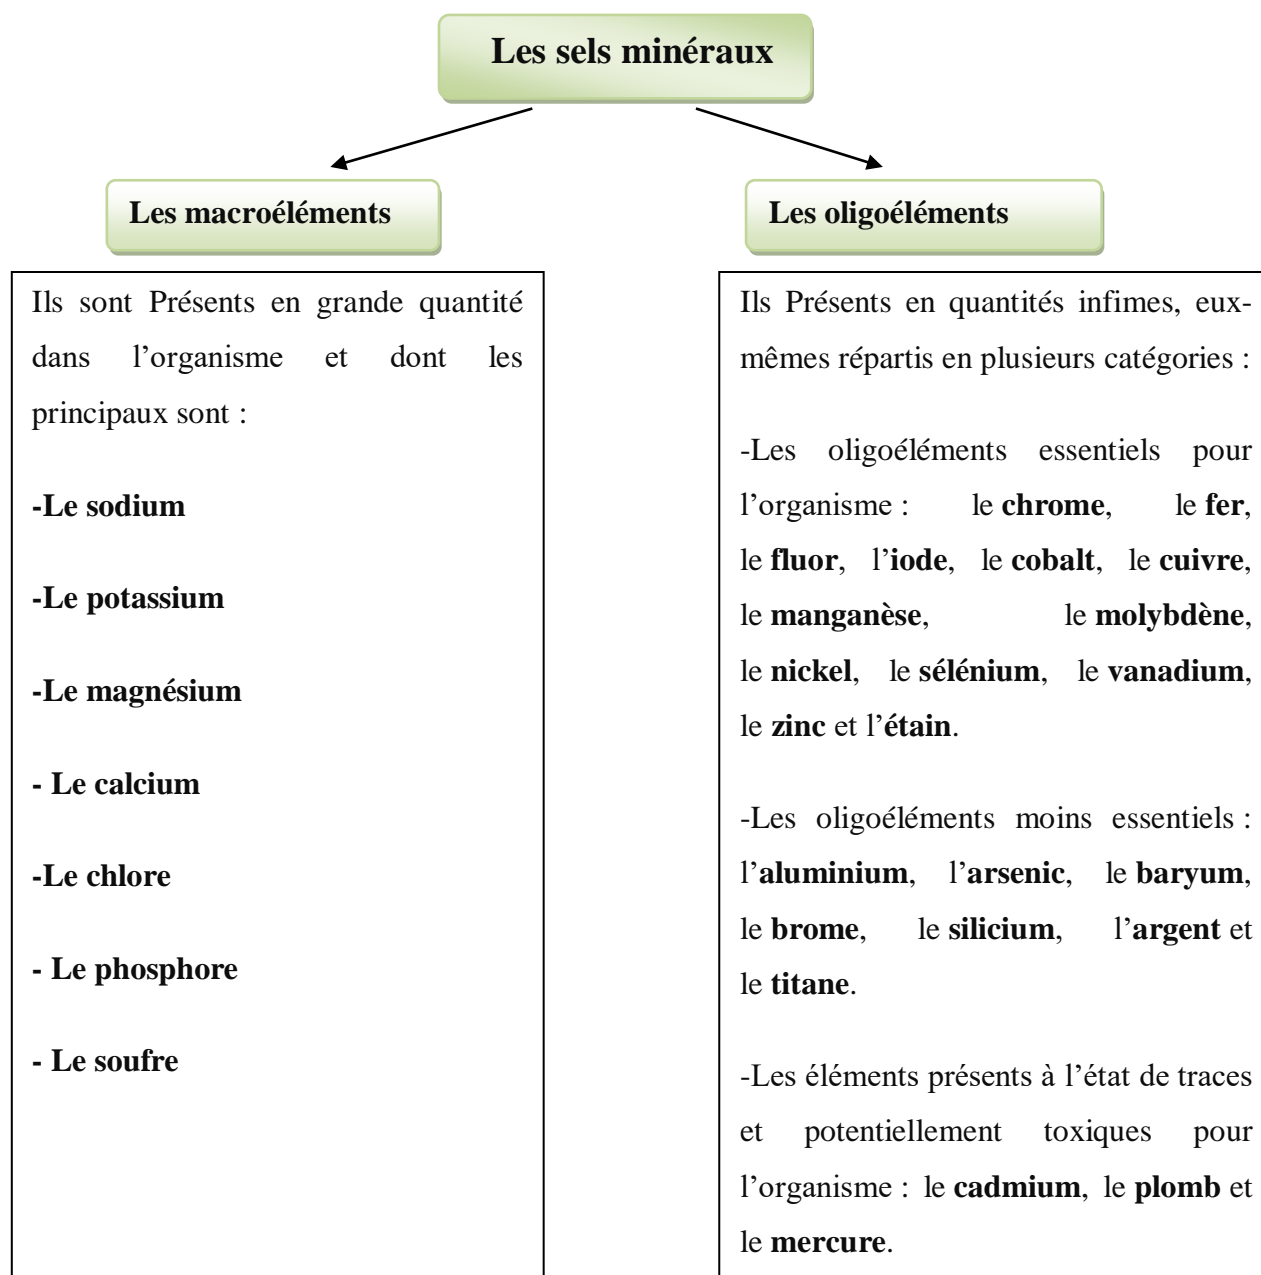 Les sels minéraux
Les macroéléments
Ils sont Présents en grande quantité
dans l’organisme et dont les
principaux sont :
-Le sodium
-Le potassium
-Le magnésium
- Le calcium
-Le chlore
- Le phosphore
- Le soufre
Les oligoéléments
Ils Présents en quantités infimes, eux-
mêmes répartis en plusieurs catégories :
-Les oligoéléments essentiels pour
l’organisme : le chrome, le fer,
le fluor, l’iode, le cobalt, le cuivre,
le manganèse, le molybdène,
le nickel, le sélénium, le vanadium,
le zinc et l’étain.
-Les oligoéléments moins essentiels :
l’aluminium, l’arsenic, le baryum,
le brome, le silicium, l’argent et
le titane.
-Les éléments présents à l’état de traces
et potentiellement toxiques pour
l’organisme : le cadmium, le plomb et
le mercure.